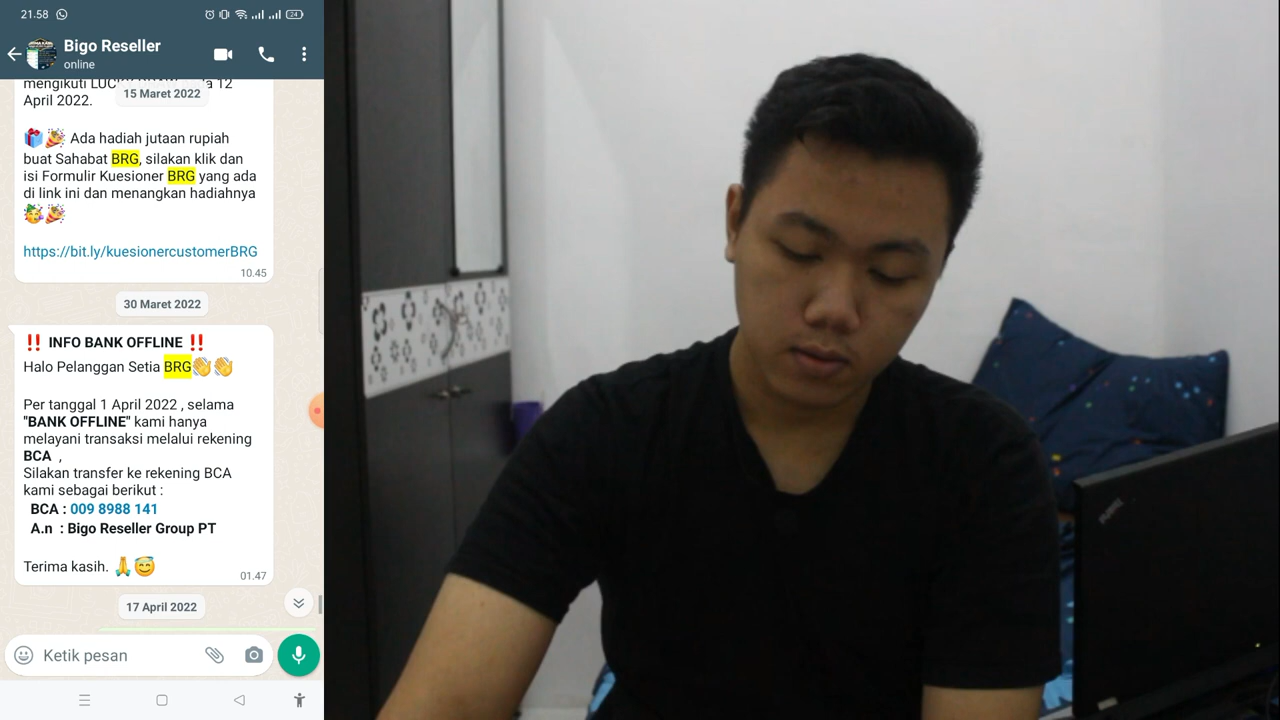 21.58
24
Bigo Reseller
online
15 Maret 2022
April 2022.
Ada hadiah jutaan rupiah
buat Sahabat BRG, silakan klik dan
isi Formulir Kuesioner BRG yang ada
di link ini dan menangkan hadiahnya
https://bit.ly/kuesionercustomerBRG
10.45
30 Maret 2022
‼️ INFO BANK OFFLINE ‼️
Halo Pelanggan Setia BRG👋👋
Per tanggal 1 April 2022 , selama
"BANK OFFLINE" kami hanya
melayani transaksi melalui rekening
BCA ,
Silakan transfer ke rekening BCA
kami sebagai berikut :
BCA : 009 8988 141
A.n : Bigo Reseller Group PT
Terima kasih. 🙏😇
01.47
17 April 2022
Ketik pesan